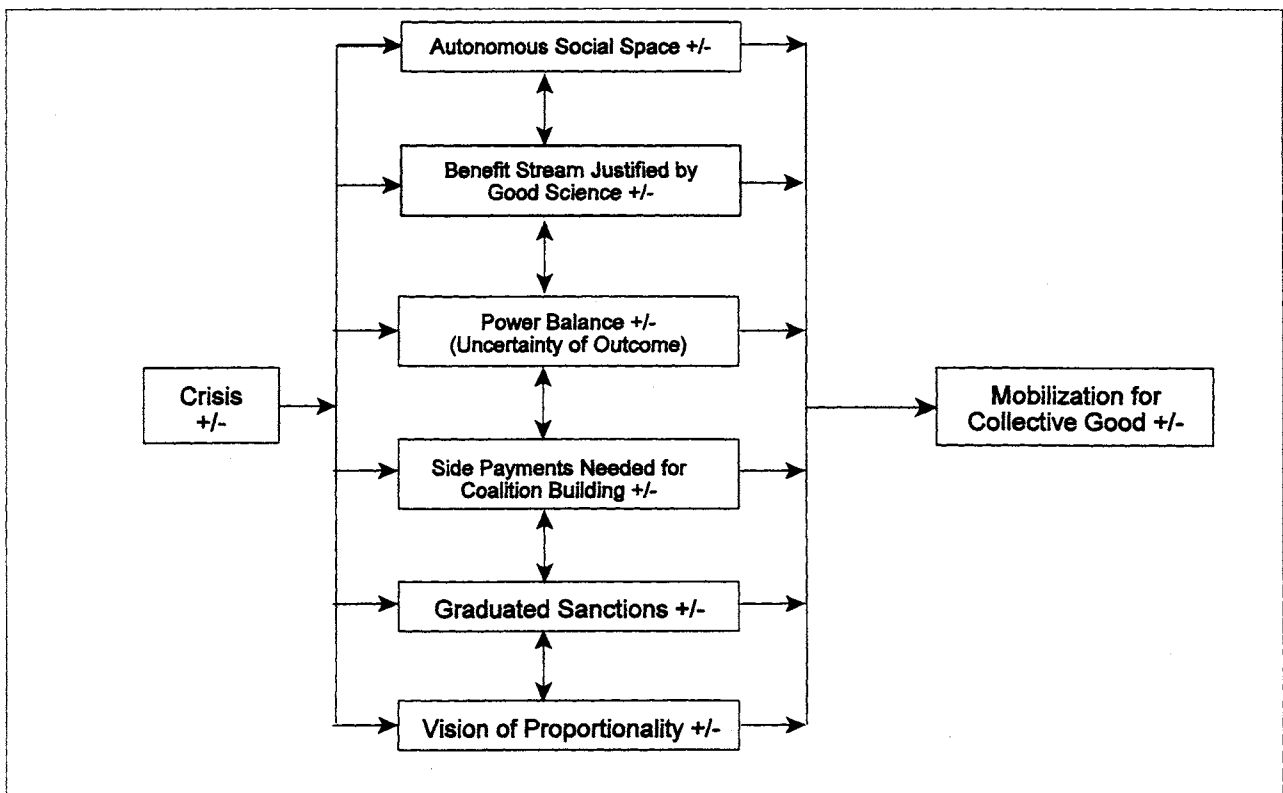 Autonomous Social Space +/-
Benefit Stream Justified by
Good Science +/-
Power Balance +/-
(Uncertainty of Outcome)
Crisis
+/-
Mobilization for
Collective Good +/-
Side Payments Needed for
Coalition Building +/-
Graduated Sanctions +/-
Vision of Proportionality +/-